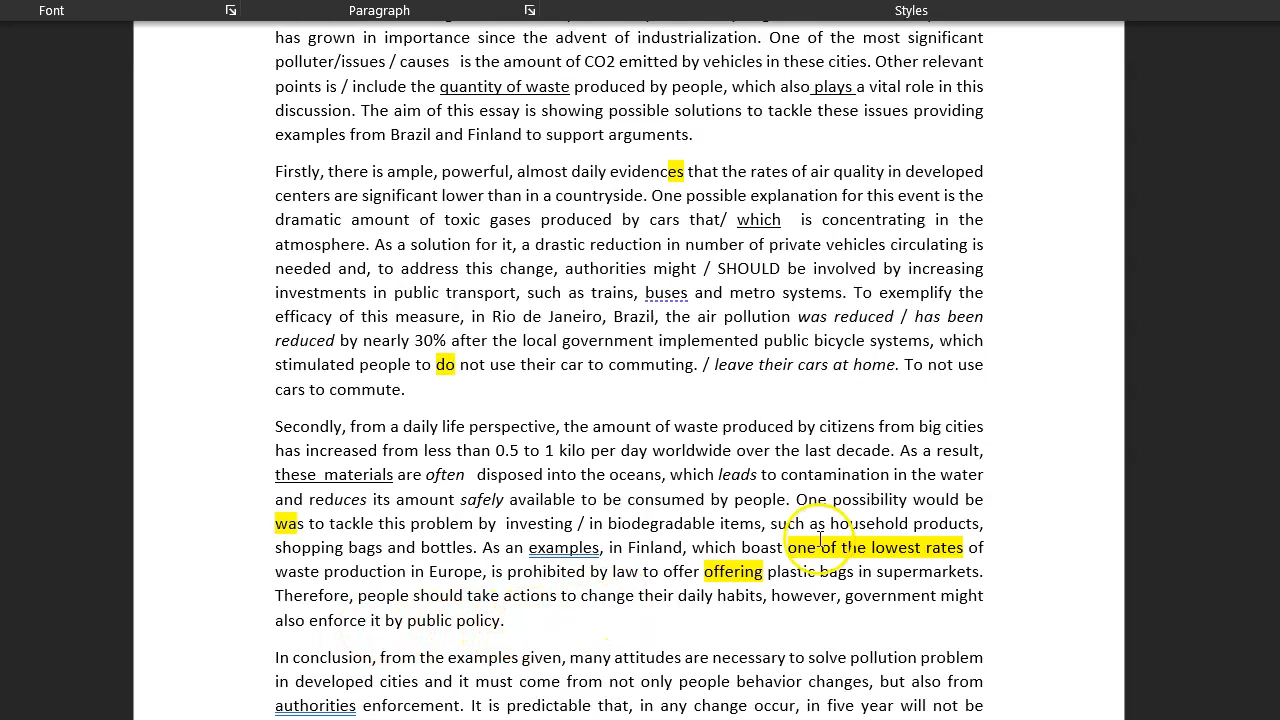 Font Paragraph Styles
has grown in importance since the advent of industrialization. One of the most significant
polluter/issues / causes is the amount of CO2 emitted by vehicles in these cities. Other relevant
points is / include the quantity of waste produced by people, which also plays a vital role in this
discussion. The aim of this essay is showing possible solutions to tackle these issues providing
examples from Brazil and Finland to support arguments.
Firstly, there is ample, powerful, almost daily evidences that the rates of air quality in developed
centers are significant lower than in a countryside. One possible explanation for this event is the
dramatic amount of toxic gases produced by cars that/ which is concentrating in the
atmosphere. As a solution for it, a drastic reduction in number of private vehicles circulating is
needed and, to address this change, authorities might / SHOULD be involved by increasing
investments in public transport, such as trains, buses and metro systems. To exemplify the
efficacy of this measure, in Rio de Janeiro, Brazil, the air pollution was reduced / has been
reduced by nearly 30% after the local government implemented public bicycle systems, which
stimulated people to do not use their car to commuting. / leave their cars at home. To not use
cars to commute.
Secondly, from a daily life perspective, the amount of waste produced by citizens from big cities
has increased from less than 0.5 to 1 kilo per day worldwide over the last decade. As a result,
these materials are often disposed into the oceans, which leads to contamination in the water
and reduces its amount safely available to be consumed by people. One possibility would be
was to tackle this problem by investing / in biodegradable items, such as household products,
shopping bags and bottles. As an examples, in Finland, which boast one of the lowest rates of
waste production in Europe, is prohibited by law to offer offering plastic bags in supermarkets.
Therefore, people should take actions to change their daily habits, however, government might
also enforce it by public policy.
In conclusion, from the examples given, many attitudes are necessary to solve pollution problem
in developed cities and it must come from not only people behavior changes, but also from
authorities enforcement. It is predictable that, in any change occur, in five year will not be